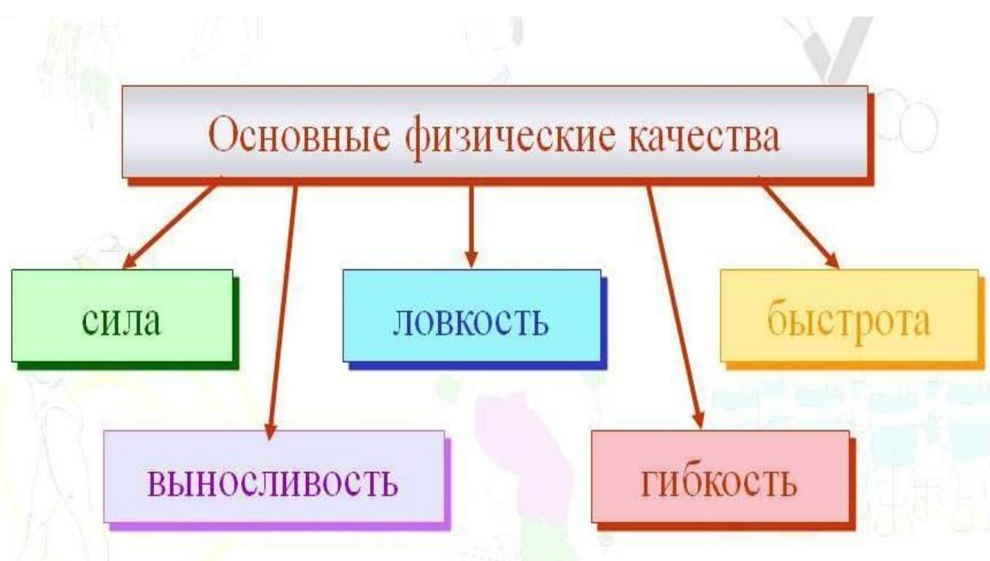 Основные физические качества
сила
ловкость
быстрота
выносливость
гибкость